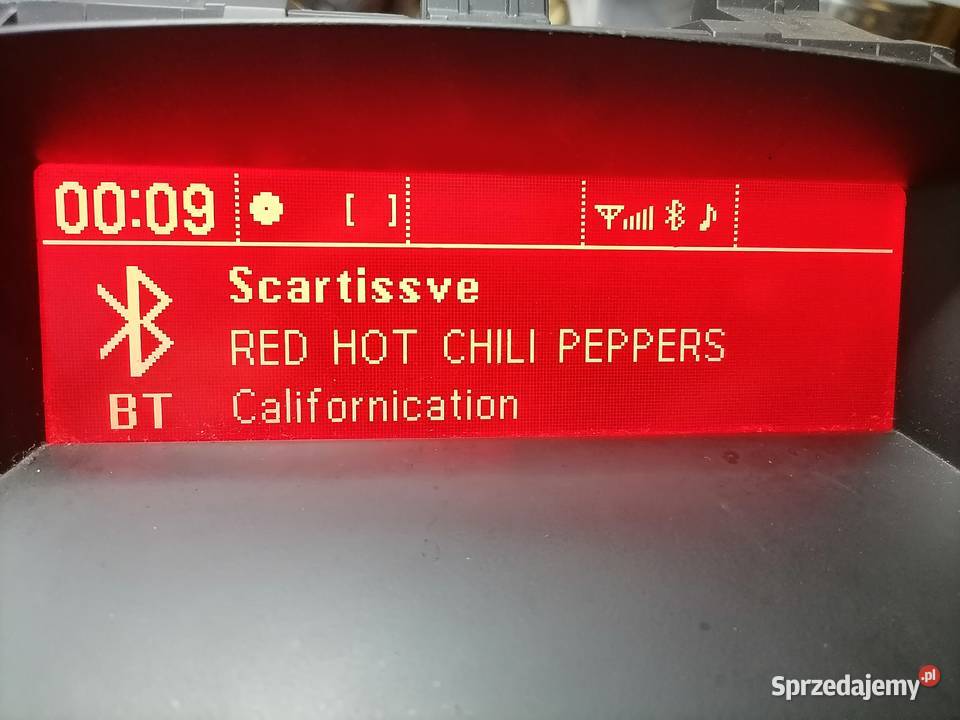 00:09 [ ]
Scartissve
RED HOT CHILI PEPPERS
BT Californication
Sprzedajemy.pl